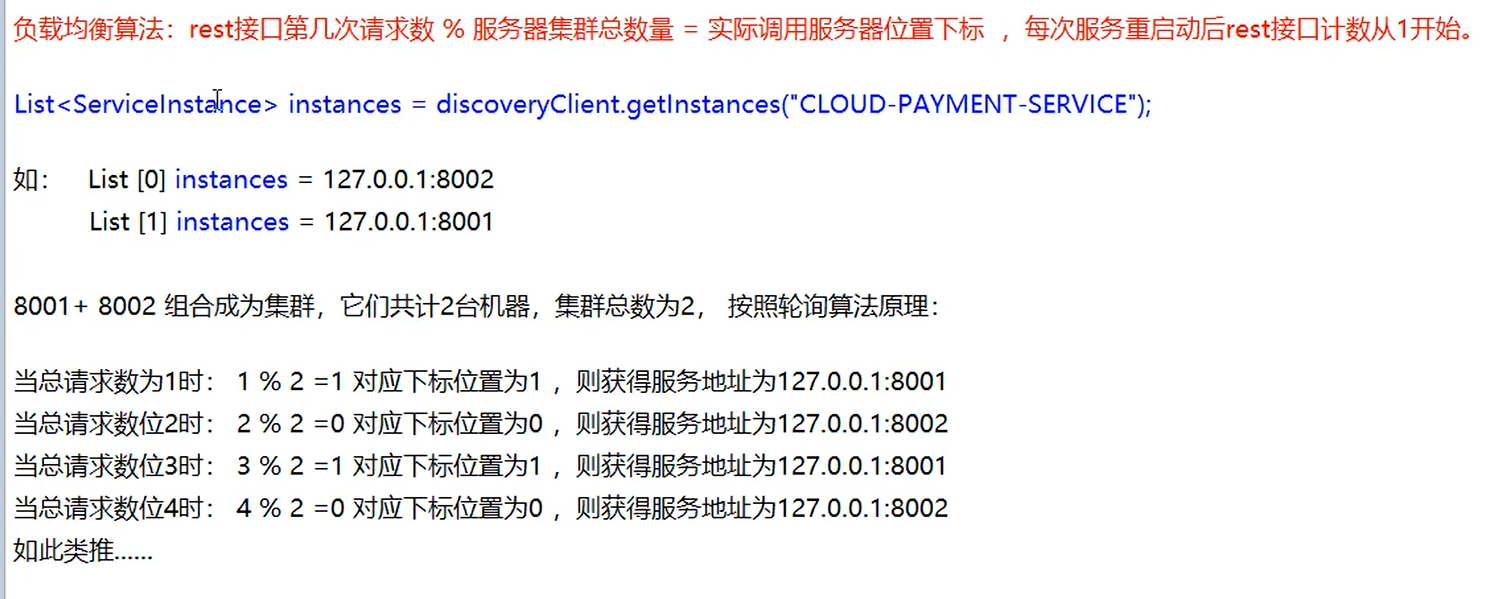 负载均衡算法：rest接口第几次请求数 % 服务器集群总数量 = 实际调用服务器位置下标 ，每次服务重启动后rest接口计数从1开始。
List<ServiceInstance> instances = discoveryClient.getInstances("CLOUD-PAYMENT-SERVICE");
如： List [0] instances = 127.0.0.1:8002
List [1] instances = 127.0.0.1:8001
8001+ 8002 组合成为集群，它们共计2台机器，集群总数为2， 按照轮询算法原理：
当总请求数为1时： 1 % 2 =1 对应下标位置为1 ，则获得服务地址为127.0.0.1:8001
当总请求数位2时： 2 % 2 =0 对应下标位置为0 ，则获得服务地址为127.0.0.1:8002
当总请求数位3时： 3 % 2 =1 对应下标位置为1 ，则获得服务地址为127.0.0.1:8001
当总请求数位4时： 4 % 2 =0 对应下标位置为0 ，则获得服务地址为127.0.0.1:8002
如此类推......